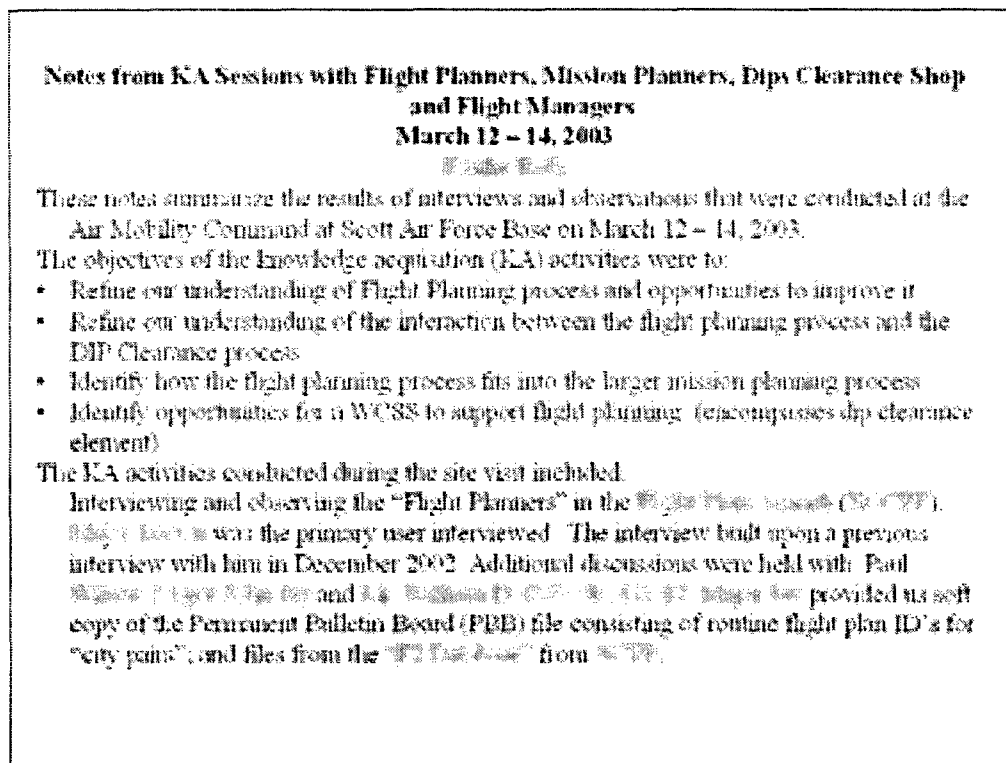 Notes from KA Sessions with Flight Planners, Mission Planners, Dips Clearance Shop
and Flight Managers
March 12 – 14, 2003
These notes summarize the results of interviews and observations that were conducted at the
Air Mobility Command at Scott Air Force Base on March 12 – 14, 2003.
The objectives of the knowledge acquisition (KA) activities were to:
• Refine our understanding of Flight Planning process and opportunities to improve it
• Refine our understanding of the interaction between the flight planning process and the
DIP Clearance process
• Identify how the flight planning process fits into the larger mission planning process
• Identify opportunities for a WCSS to support flight planning (encompasses dip clearance
element)
The KA activities conducted during the site visit included:
Interviewing and observing the “Flight Planners” in the
was the primary user interviewed. The interview built upon a previous
interview with him in December 2002. Additional discussions were held with Paul
and provided us soft
copy of the Permanent Bulletin Board (PBB) file consisting of routine flight plan ID’s for
“city pairs”; and files from the from